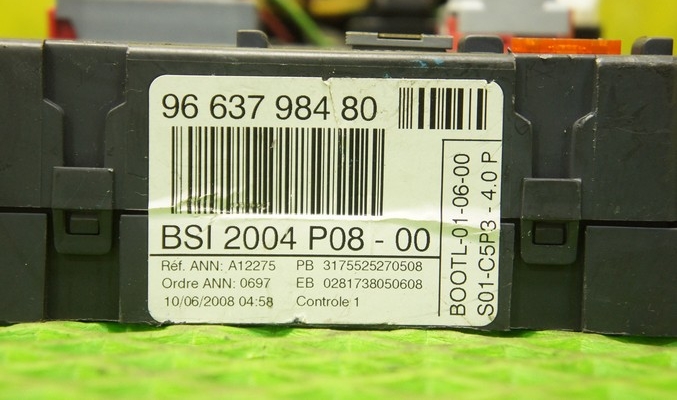 96 637 984 80
BSI 2004 P08 - 00
Réf. ANN: A12275 PB 3175525270508
Ordre ANN: 0697 EB 0281738050608
10/06/2008 04:58 Controle 1
BOOTL-01-06-00
S01-C5P3 - 4.0 P